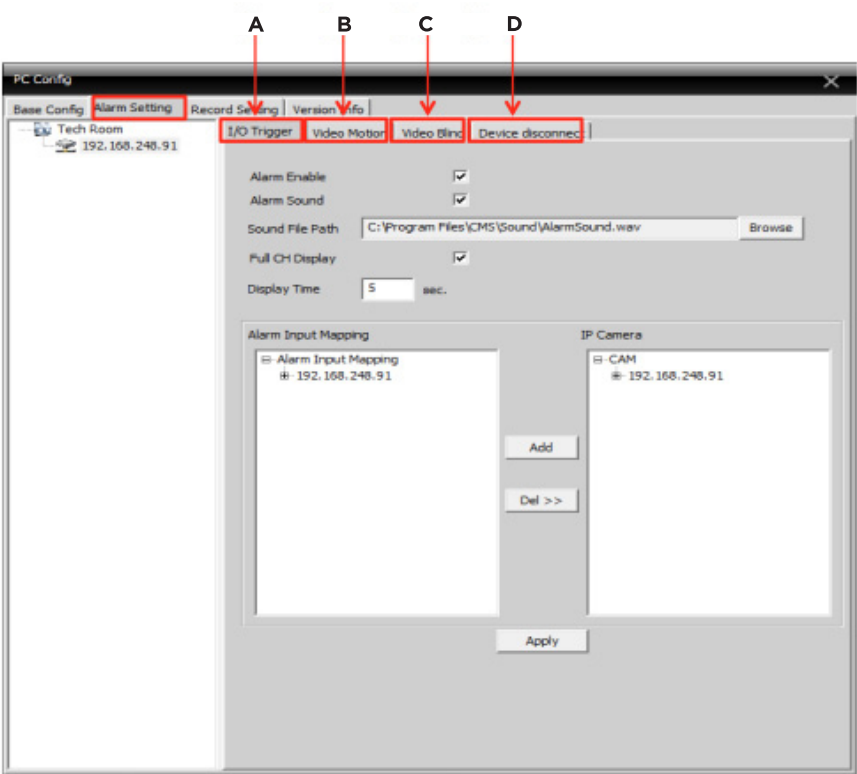 A B C D
PC Config
Base Config Alarm Setting Record Setting Version Info
Tech Room
192.168.248.91
I/O Trigger Video Motion Video Blind Device disconnect
Alarm Enable
Alarm Sound
Sound File Path C:\Program Files\CMS\Sound\AlarmSound.wav Browse
Full CH Display
Display Time 5 sec.
Alarm Input Mapping IP Camera
Alarm Input Mapping CAM
192.168.248.91 192.168.248.91
Add
Del >>
Apply